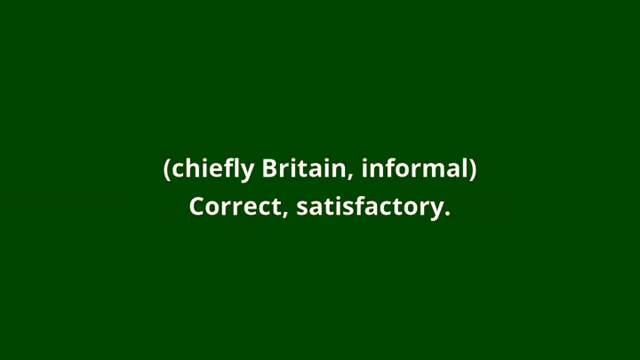 (chiefly Britain, informal)
Correct, satisfactory.